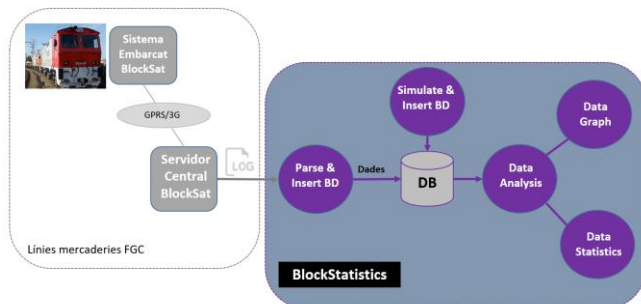 Sistema
Embarcat
BlockSat
GPRS/3G
Servidor
Central
BlockSat
LOG
Línies mercaderies FGC
Parse &
Insert BD
Dades
Simulate &
Insert BD
DB
Data
Analysis
Data
Graph
Data
Statistics
BlockStatistics